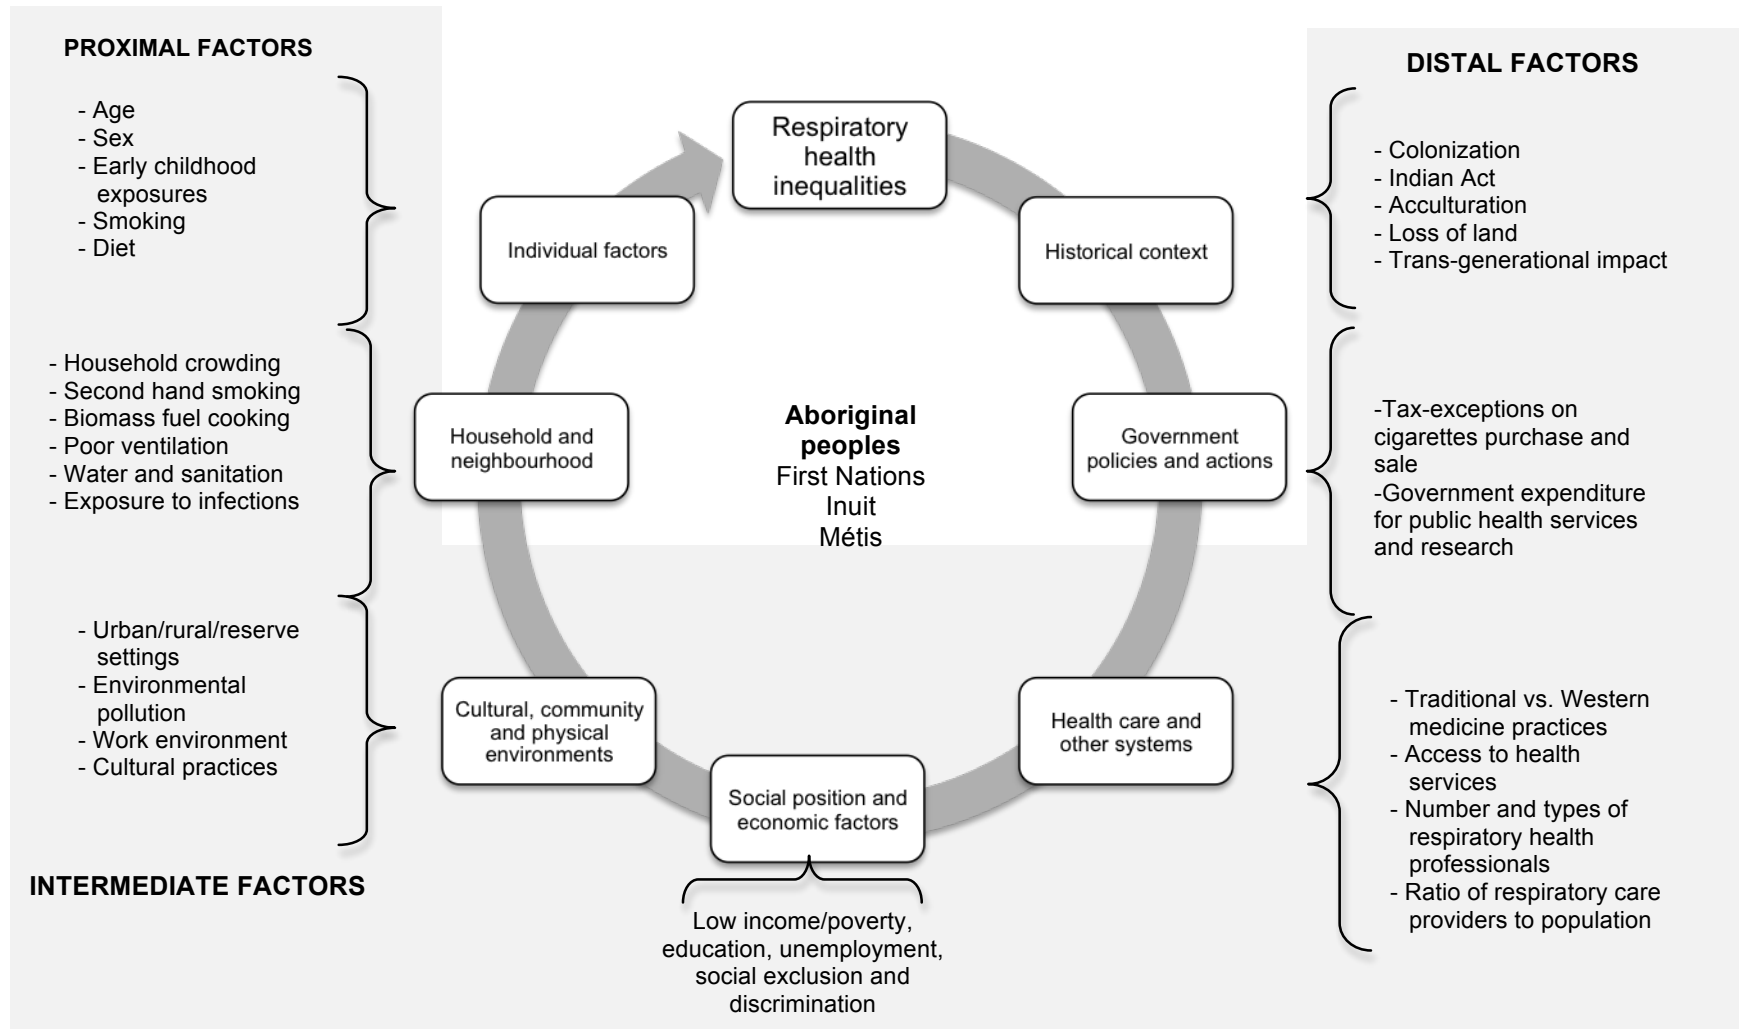 PROXIMAL FACTORS
- Age
- Sex
- Early childhood
exposures
- Smoking
- Diet
- Household crowding
- Second hand smoking
- Biomass fuel cooking
- Poor ventilation
- Water and sanitation
- Exposure to infections
- Urban/rural/reserve
settings
- Environmental
pollution
- Work environment
- Cultural practices
INTERMEDIATE FACTORS
Respiratory
health
inequalities
Individual factors
Historical context
Household and
neighbourhood
Aboriginal
peoples
First Nations
Inuit
Métis
Government
policies and actions
Cultural, community
and physical
environments
Health care and
other systems
Social position and
economic factors
Low income/poverty,
education, unemployment,
social exclusion and
discrimination
DISTAL FACTORS
- Colonization
- Indian Act
- Acculturation
- Loss of land
- Trans-generational impact
-Tax-exceptions on
cigarettes purchase and
sale
-Government expenditure
for public health services
and research
- Traditional vs. Western
medicine practices
- Access to health
services
- Number and types of
respiratory health
professionals
- Ratio of respiratory care
providers to population